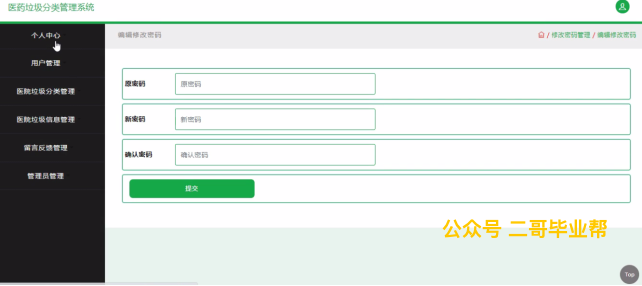 医药垃圾分类管理系统
个人中心
编辑修改密码
/ 修改密码管理 / 编辑修改密码
用户管理
医院垃圾分类管理
医院垃圾信息管理
留言反馈管理
管理员管理
原密码
原密码
新密码
新密码
确认密码
确认密码
提交
公众号 二哥毕业帮
Top